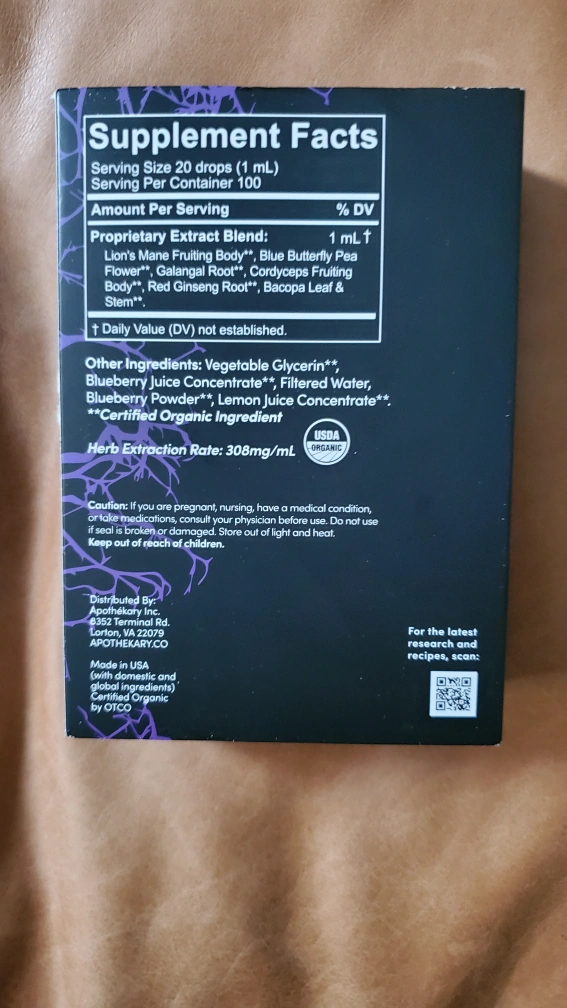 Supplement Facts
Serving Size 20 drops (1 mL)
Serving Per Container 100
Amount Per Serving % DV
Proprietary Extract Blend: 1 mL†
Lion's Mane Fruiting Body**, Blue Butterfly Pea
Flower**, Galangal Root**, Cordyceps Fruiting
Body**, Red Ginseng Root**, Bacopa Leaf &
Stem**.
† Daily Value (DV) not established.
Other Ingredients: Vegetable Glycerin**,
Blueberry Juice Concentrate**, Filtered Water,
Blueberry Powder**, Lemon Juice Concentrate**.
**Certified Organic Ingredient
Herb Extraction Rate: 308mg/mL
USDA
ORGANIC
Caution: If you are pregnant, nursing, have a medical condition,
or take medications, consult your physician before use. Do not use
if seal is broken or damaged. Store out of light and heat.
Keep out of reach of children.
Distributed By:
Apothékary Inc.
8352 Terminal Rd.
Lorton, VA 22079
APOTHEKARY.CO
Made in USA
(with domestic and
global ingredients)
Certified Organic
by OTCO
For the latest
research and
recipes, scan: